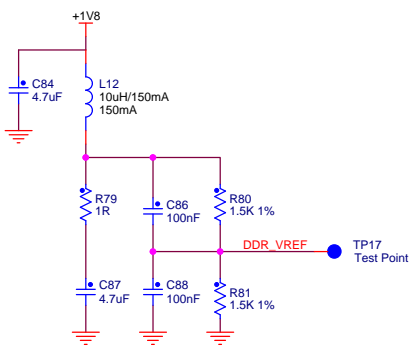 +1V8
C84
4.7uF
L12
10uH/150mA
150mA
R79
1R
C86
100nF
R80
1.5K 1%
DDR_VREF
TP17
Test Point
C87
4.7uF
C88
100nF
R81
1.5K 1%